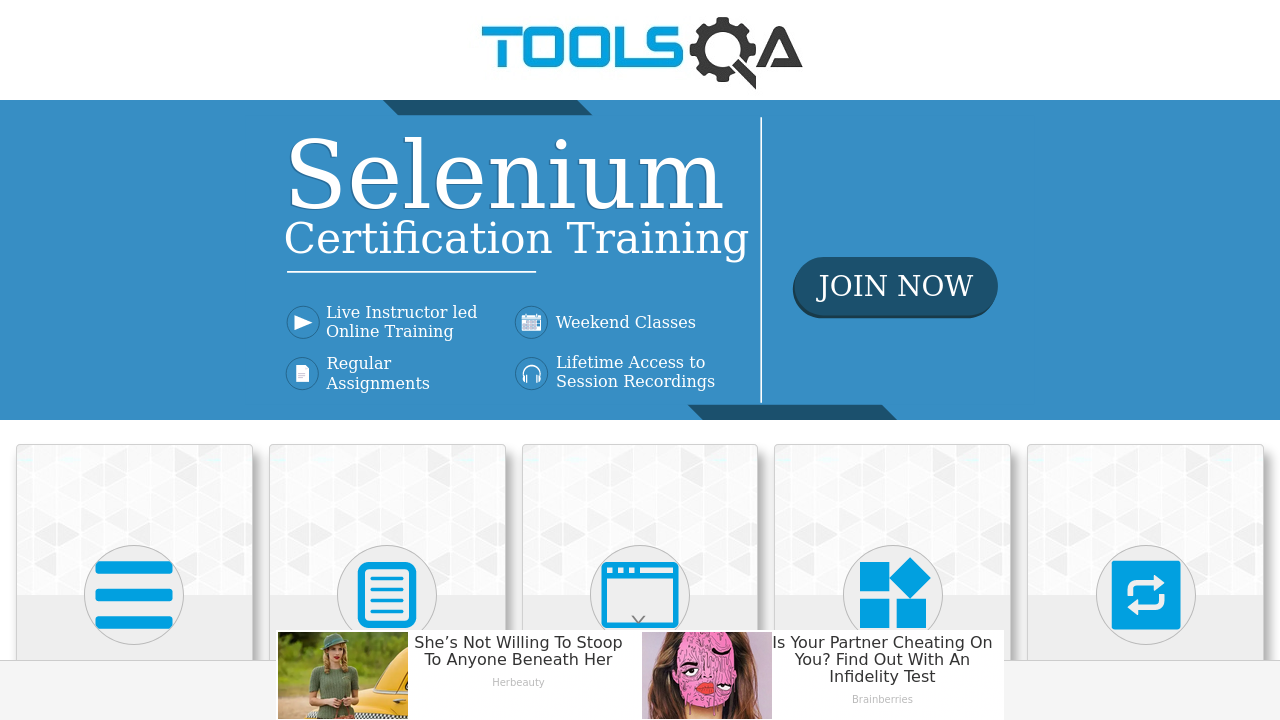 TOOLSQA
Selenium
Certification Training
Live Instructor led
Online Training
Weekend Classes
Regular
Assignments
Lifetime Access to
Session Recordings
JOIN NOW
She’s Not Willing To Stoop
To Anyone Beneath Her
Herbeauty
Is Your Partner Cheating On
You? Find Out With An
Infidelity Test
Brainberries